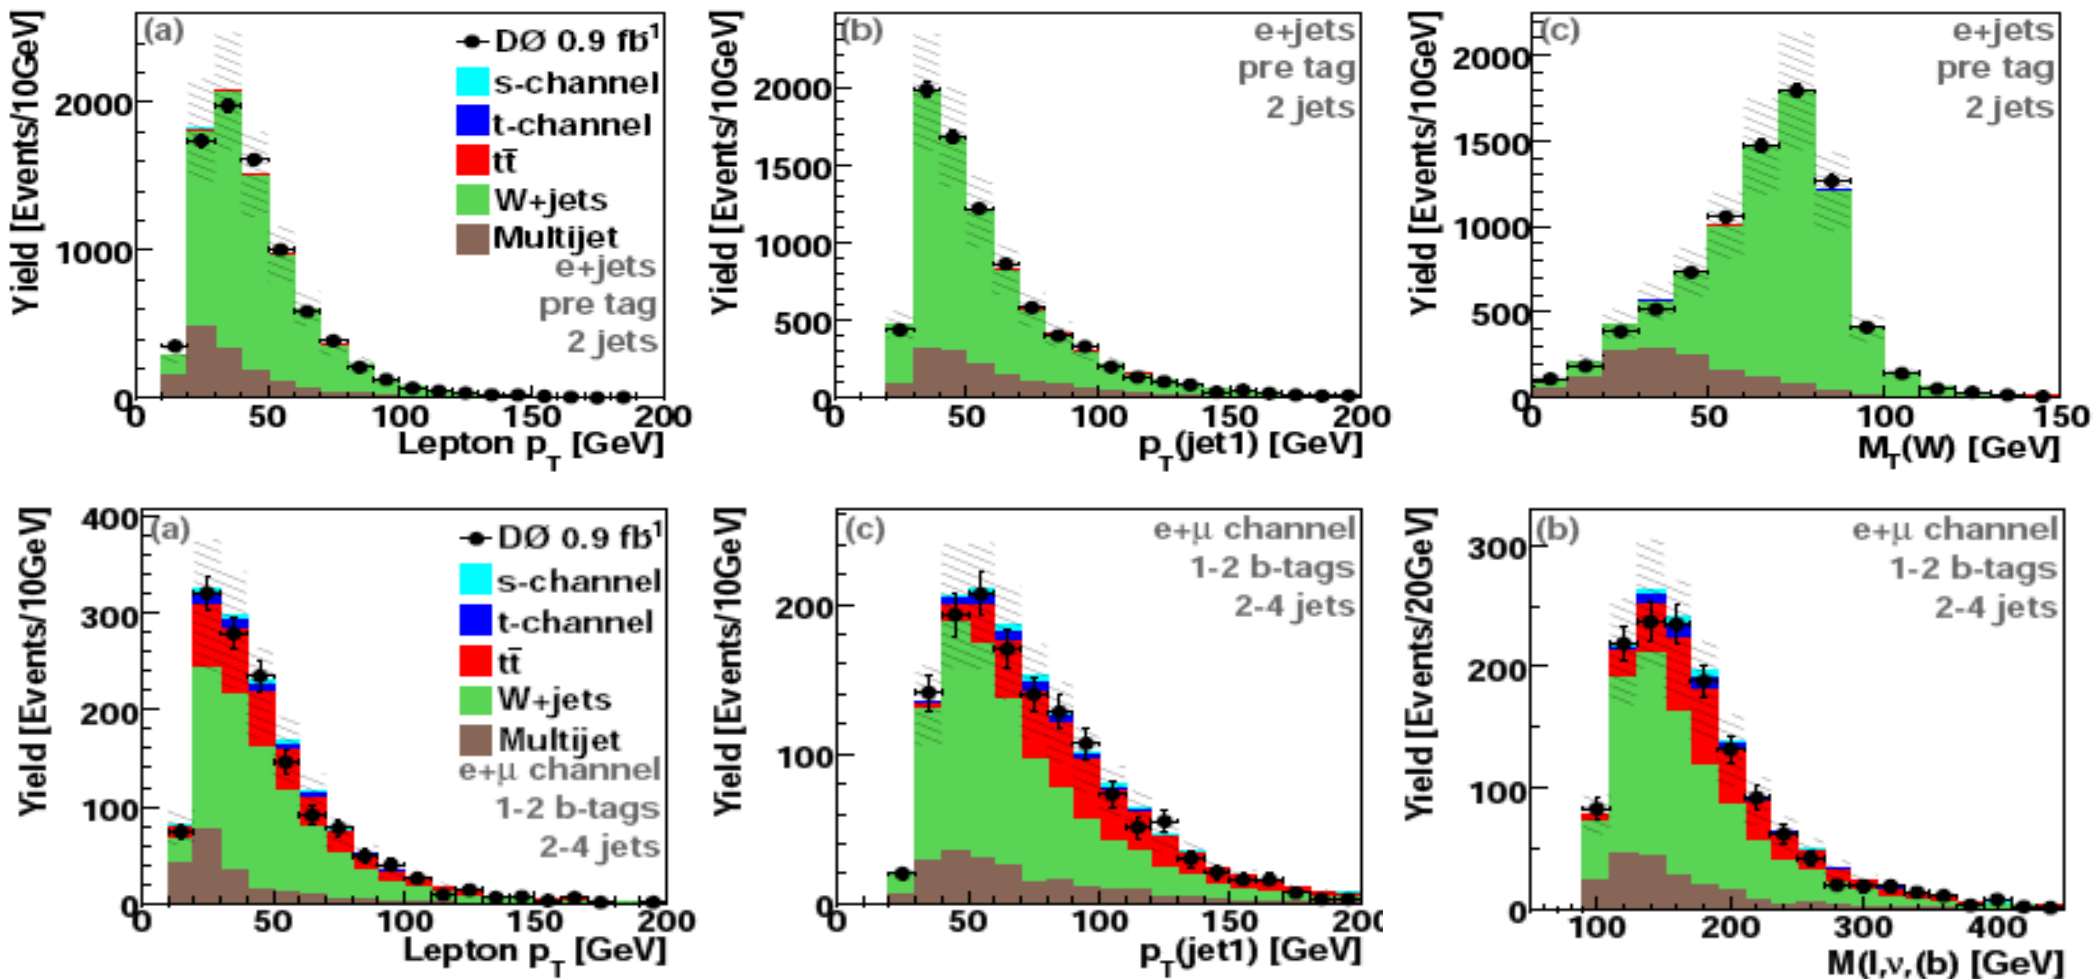 (a)
DØ 0.9 fb¹
s-channel
t-channel
tt̄
W+jets
Multijet
e+jets
pre tag
2 jets
Yield [Events/10GeV]
2000
1000
0
0 50 100 150 200
Lepton p_T [GeV]
(b)
e+jets
pre tag
2 jets
Yield [Events/10GeV]
2000
1500
1000
500
0
0 50 100 150 200
p_T(jet1) [GeV]
(c)
e+jets
pre tag
2 jets
Yield [Events/10GeV]
2000
1500
1000
500
0
0 50 100 150
M_T(W) [GeV]
(a)
DØ 0.9 fb¹
s-channel
t-channel
tt̄
W+jets
Multijet
e+μ channel
1-2 b-tags
2-4 jets
Yield [Events/10GeV]
400
300
200
100
0
0 50 100 150 200
Lepton p_T [GeV]
(c)
e+μ channel
1-2 b-tags
2-4 jets
Yield [Events/10GeV]
200
100
0
0 50 100 150 200
p_T(jet1) [GeV]
(b)
e+μ channel
1-2 b-tags
2-4 jets
Yield [Events/20GeV]
300
200
100
0
100 200 300 400
M(l,ν,(b) [GeV]